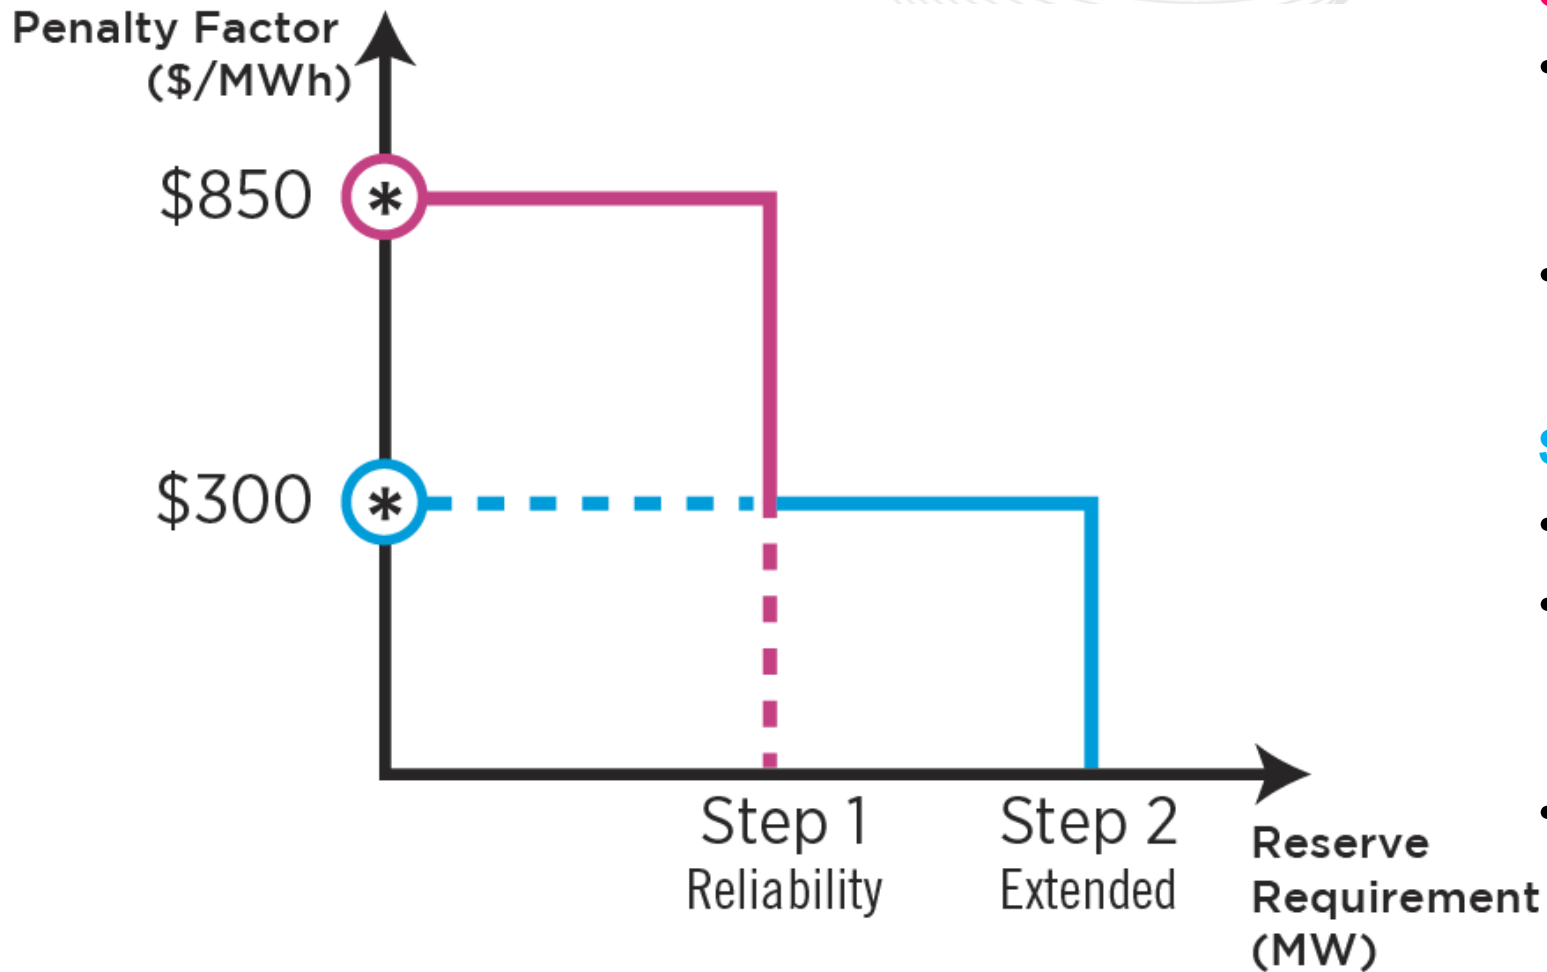 Penalty Factor
($/MWh)
$850
*
$300
*
Step 1
Reliability
Step 2
Extended
Reserve
Requirement
(MW)